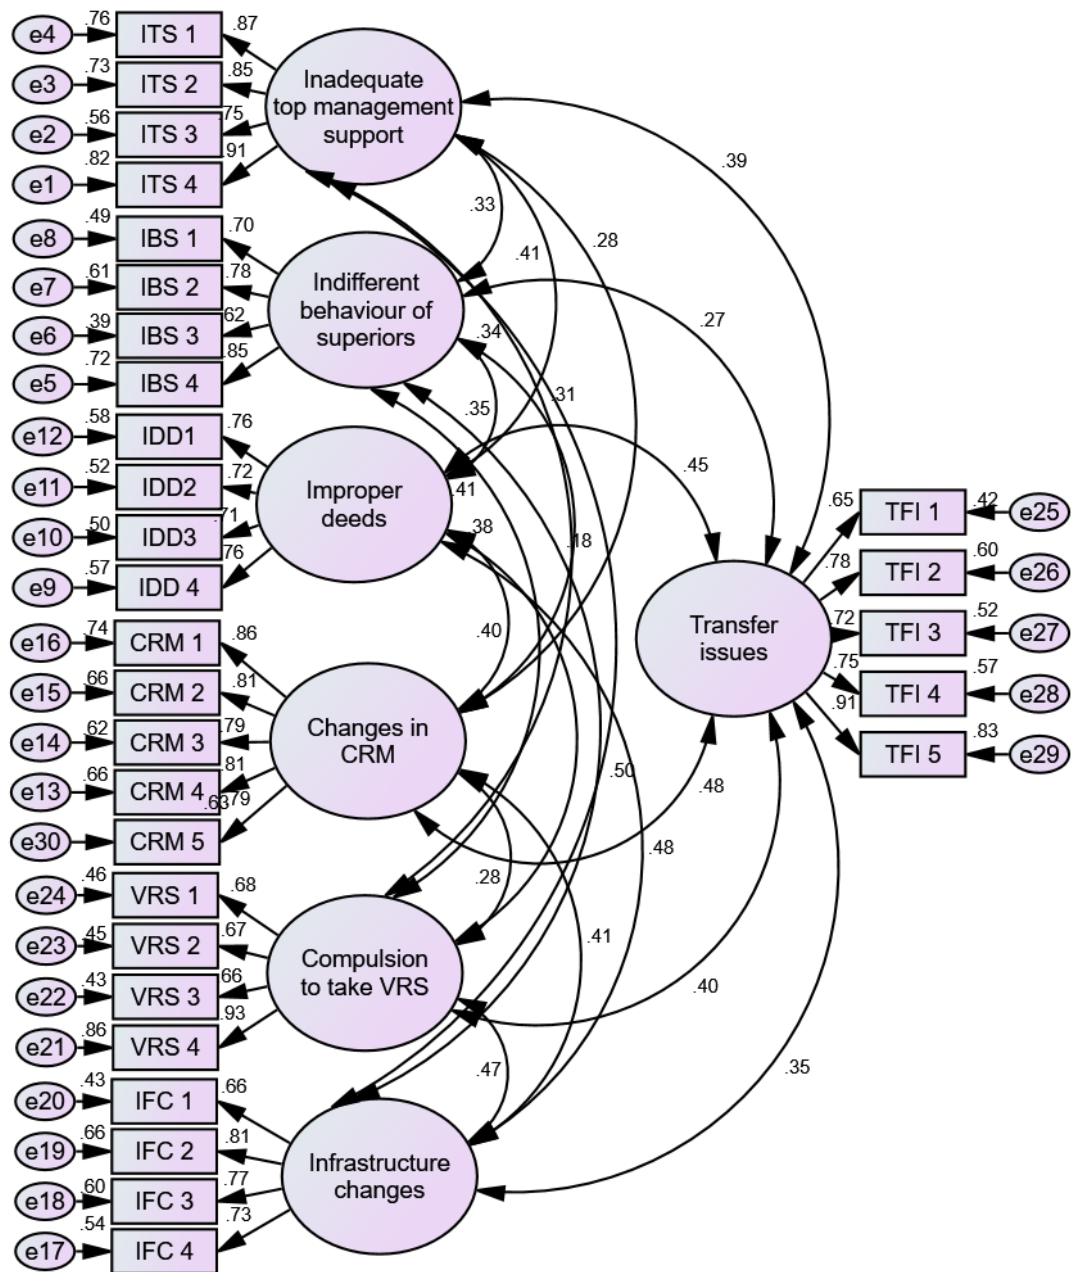 e4 .76 ITS 1 .87
e3 .73 ITS 2 .85
e2 .56 ITS 3 .75
e1 .82 ITS 4 .91
Inadequate
top management
support
e8 .49 IBS 1 .70
e7 .61 IBS 2 .78
e6 .39 IBS 3 .62
e5 .72 IBS 4 .85
Indifferent
behaviour of
superiors
e12 .58 IDD1 .76
e11 .52 IDD2 .72
e10 .50 IDD3 .71
e9 .57 IDD 4 .76
Improper
deeds
e16 .74 CRM 1 .86
e15 .66 CRM 2 .81
e14 .62 CRM 3 .79
e13 .66 CRM 4 .81
e30 .63 CRM 5 .79
Changes in
CRM
e24 .46 VRS 1 .68
e23 .45 VRS 2 .67
e22 .43 VRS 3 .66
e21 .86 VRS 4 .93
Compulsion
to take VRS
e20 .43 IFC 1 .66
e19 .66 IFC 2 .81
e18 .60 IFC 3 .77
e17 .54 IFC 4 .73
Infrastructure
changes
.39
.33
.41
.28
.27
.34
.35
.31
.45
.41
.38
.18
.40
.50
.48
.48
.28
.41
.40
.47
.35
Transfer
issues
.65 TFI 1 .42 e25
.78 TFI 2 .60 e26
.72 TFI 3 .52 e27
.75 TFI 4 .57 e28
.91 TFI 5 .83 e29